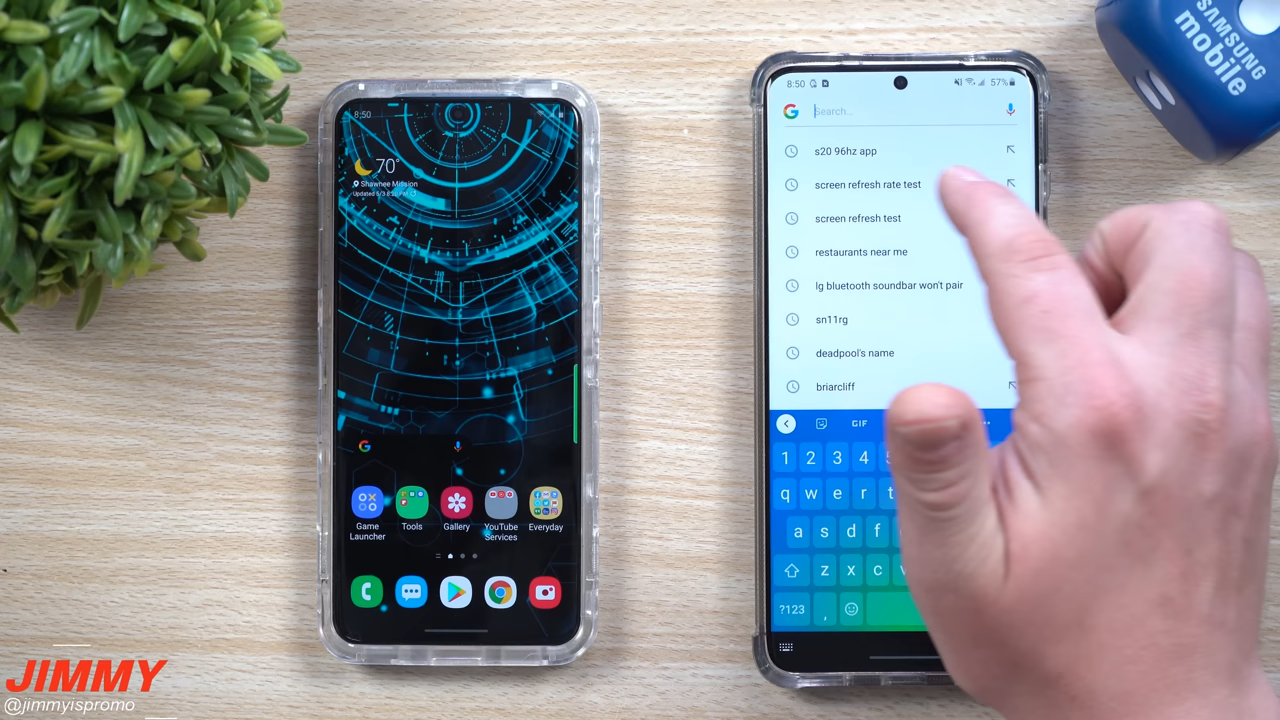 8:50
70°
Shawnee Mission
Game
Launcher
Tools
Gallery
YouTube
Services
Everyday
8:50
57%
Search...
s20 96hz app
screen refresh rate test
screen refresh test
restaurants near me
lg bluetooth soundbar won't pair
sn11rg
deadpool's name
briarcliff
GIF
1 2 3 4
q w e r t
a s d f
z x c v
?123 ,
SAMSUNG
mobile
JIMMY
@jimmyispromo